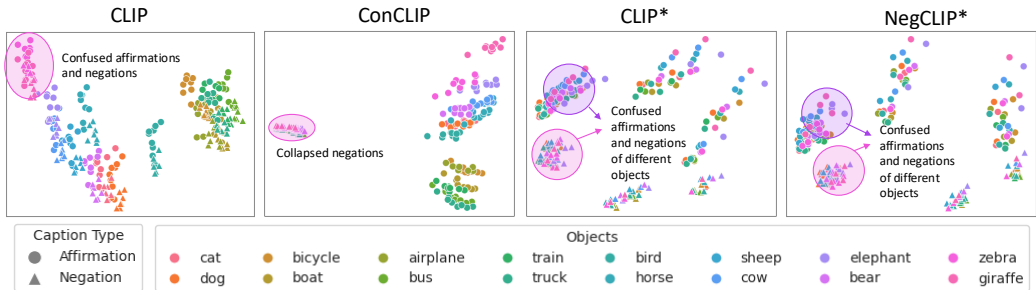 CLIP
ConCLIP
CLIP*
NegCLIP*
Confused affirmations
and negations
Collapsed negations
Confused
affirmations
and negations
of different
objects
Confused
affirmations
and negations
of different
objects
Caption Type
Affirmation
Negation
Objects
cat bicycle airplane train bird sheep elephant zebra
dog boat bus truck horse cow bear giraffe